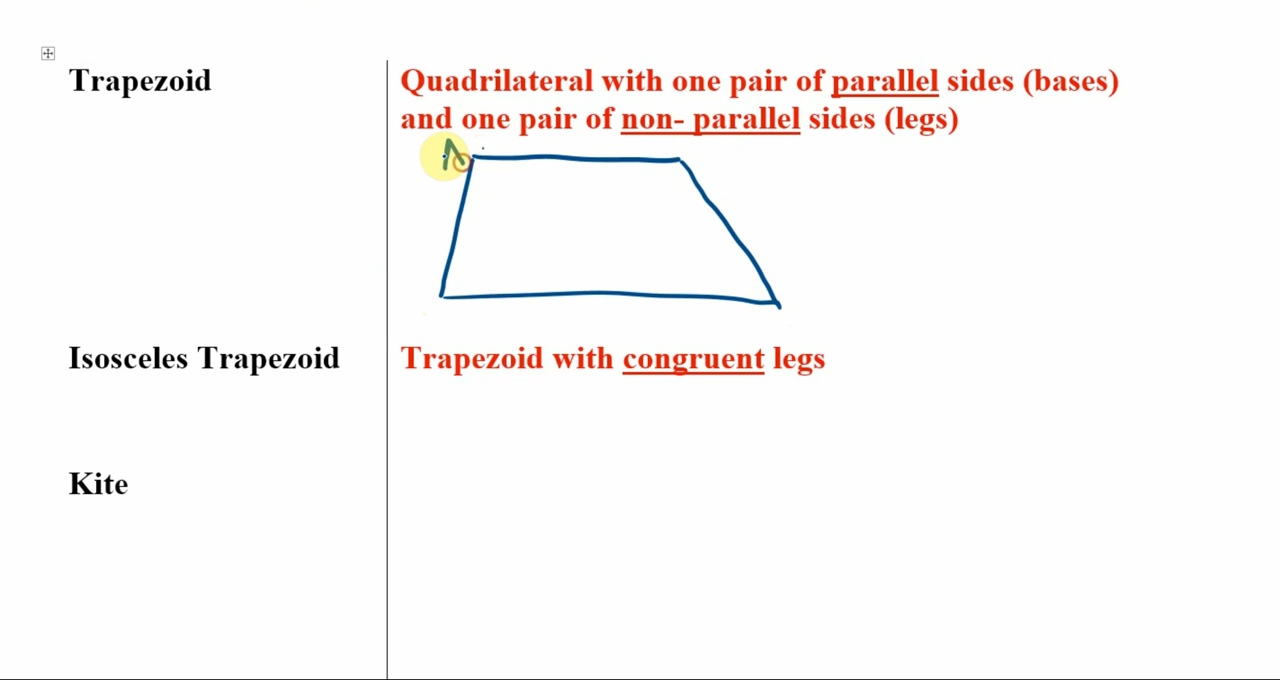 Trapezoid
Quadrilateral with one pair of parallel sides (bases)
and one pair of non- parallel sides (legs)
Isosceles Trapezoid
Trapezoid with congruent legs
Kite